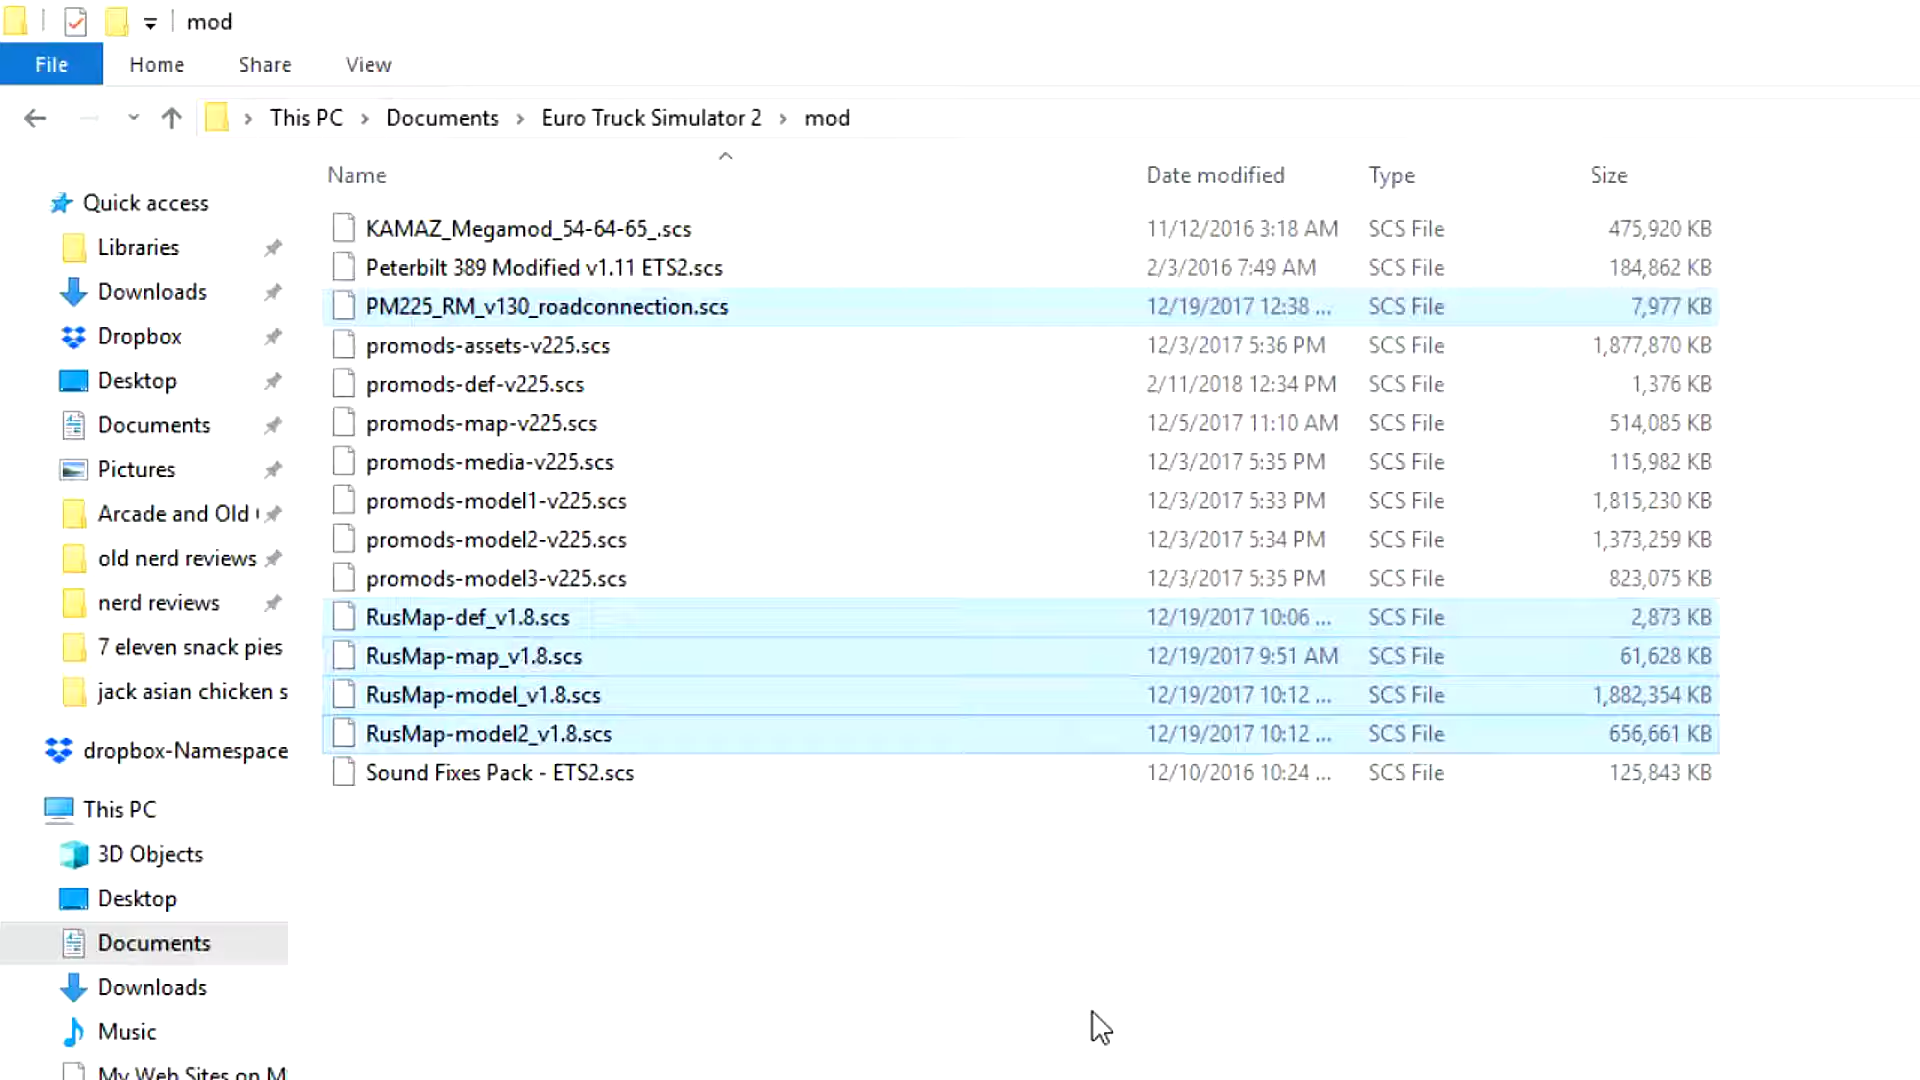 mod
File Home Share View
This PC Documents Euro Truck Simulator 2 mod
Name Date modified Type Size
Quick access
Libraries
Downloads
Dropbox
Desktop
Documents
Pictures
Arcade and Old
old nerd reviews
nerd reviews
7 eleven snack pies
jack asian chicken s
dropbox-Namespace
This PC
3D Objects
Desktop
Documents
Downloads
Music
My Web Sites on M
KAMAZ_Megamod_54-64-65_.scs 11/12/2016 3:18 AM SCS File 475,920 KB
Peterbilt 389 Modified v1.11 ETS2.scs 2/3/2016 7:49 AM SCS File 184,862 KB
PM225_RM_v130_roadconnection.scs 12/19/2017 12:38 ... SCS File 7,977 KB
promods-assets-v225.scs 12/3/2017 5:36 PM SCS File 1,877,870 KB
promods-def-v225.scs 2/11/2018 12:34 PM SCS File 1,376 KB
promods-map-v225.scs 12/5/2017 11:10 AM SCS File 514,085 KB
promods-media-v225.scs 12/3/2017 5:35 PM SCS File 115,982 KB
promods-model1-v225.scs 12/3/2017 5:33 PM SCS File 1,815,230 KB
promods-model2-v225.scs 12/3/2017 5:34 PM SCS File 1,373,259 KB
promods-model3-v225.scs 12/3/2017 5:35 PM SCS File 823,075 KB
RusMap-def_v1.8.scs 12/19/2017 10:06 ... SCS File 2,873 KB
RusMap-map_v1.8.scs 12/19/2017 9:51 AM SCS File 61,628 KB
RusMap-model_v1.8.scs 12/19/2017 10:12 ... SCS File 1,882,354 KB
RusMap-model2_v1.8.scs 12/19/2017 10:12 ... SCS File 656,661 KB
Sound Fixes Pack - ETS2.scs 12/10/2016 10:24 ... SCS File 125,843 KB